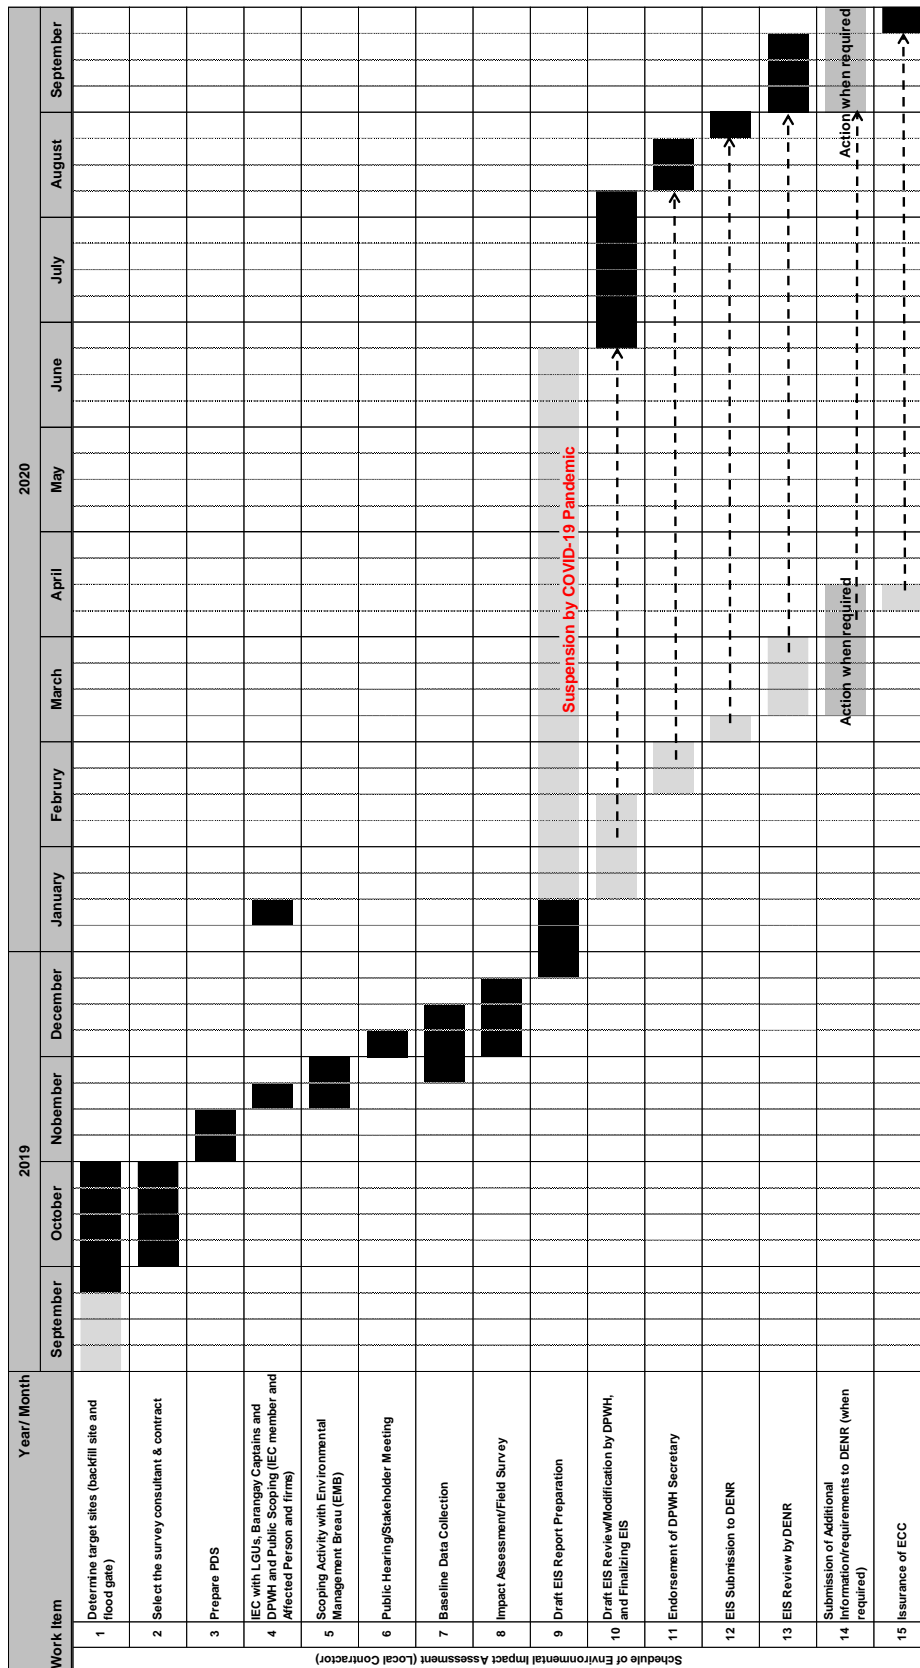 Work Item
Year/ Month
2019
2020
September
October
Nobember
December
January
Februry
March
April
May
June
July
August
September
Schedule of Environmental Impact Assessment (Local Contractor)
1
Determine target sites (backfill site and
flood gate)
2
Select the survey consultant & contract
3
Prepare PDS
4
IEC with LGUs, Barangay Captains and
DPWH and Public Scoping (IEC member and
Affected Person and firms)
5
Scoping Activity with Environmental
Management Breau (EMB)
6
Public Hearing/Stakeholder Meeting
7
Baseline Data Collection
8
Impact Assessment/Field Survey
9
Draft EIS Report Preparation
Suspension by COVID-19 Pandemic
10
Draft EIS Review/Modification by DPWH,
and Finalizing EIS
11
Endorsement of DPWH Secretary
12
EIS Submission to DENR
13
EIS Review by DENR
14
Submission of Additional
Information/requirements to DENR (when
required)
Action when required
Action when required
15
Issurance of ECC